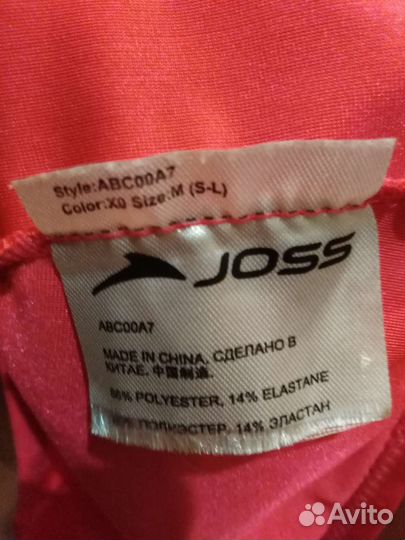 Style:ABC00A7
Color:X0 Size:M (S-L)
JOSS
ABC00A7
MADE IN CHINA. СДЕЛАНО В
КИТАЕ. 中国制造.
86% POLYESTER, 14% ELASTANE
ПОЛИЭСТЕР, 14% ЭЛАСТАН
Avito